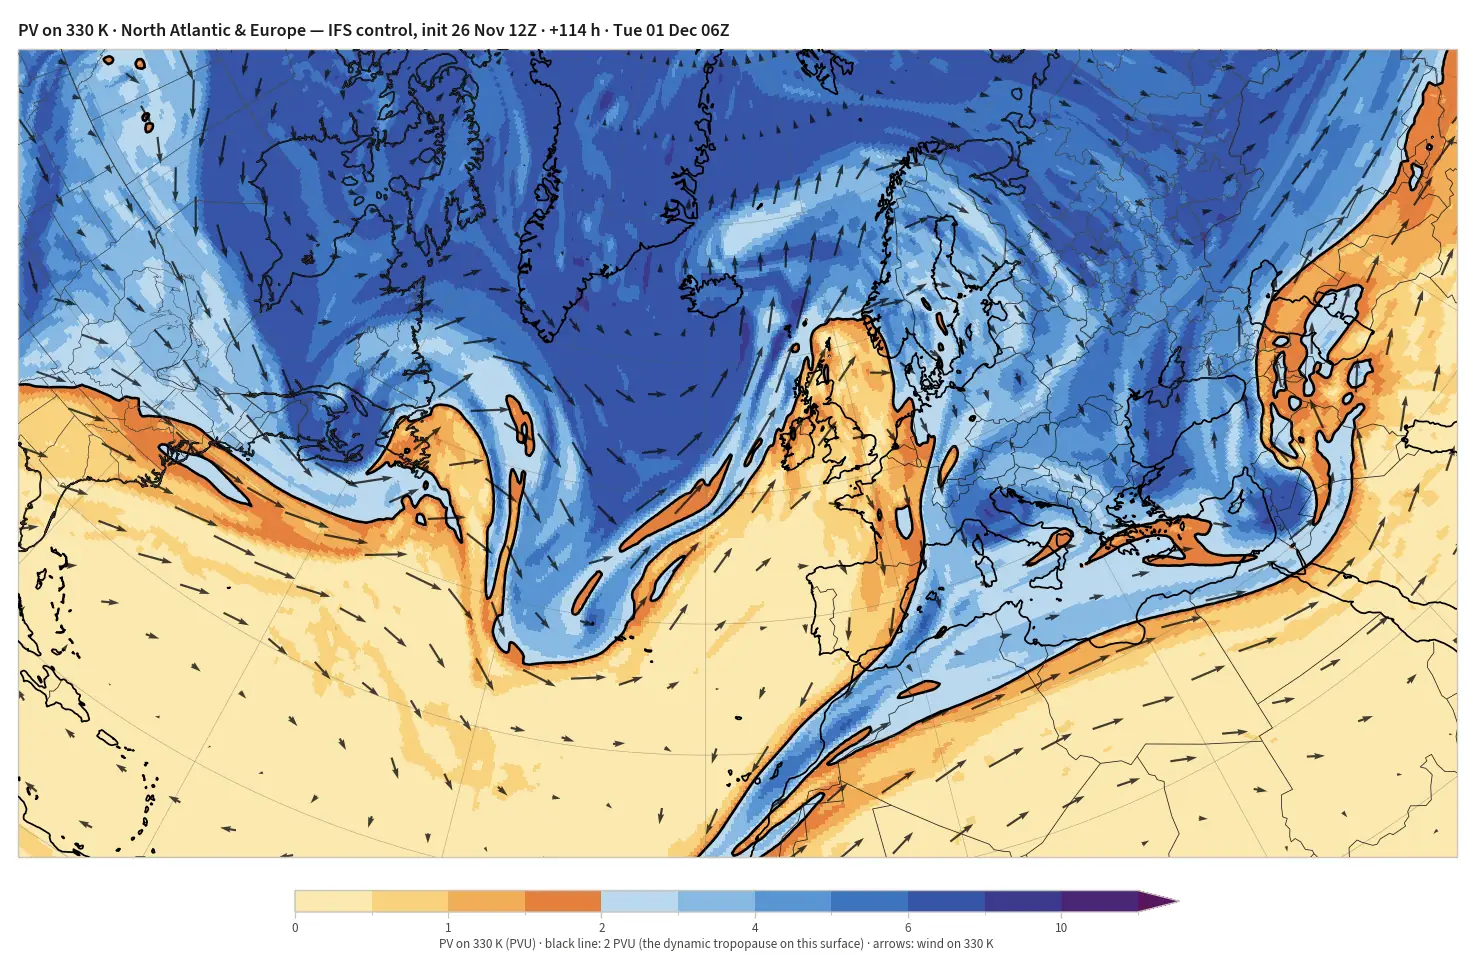 PV on 330 K · North Atlantic & Europe — IFS control, init 26 Nov 12Z · +114 h · Tue 01 Dec 06Z
0 1 2 4 6 10
PV on 330 K (PVU) · black line: 2 PVU (the dynamic tropopause on this surface) · arrows: wind on 330 K